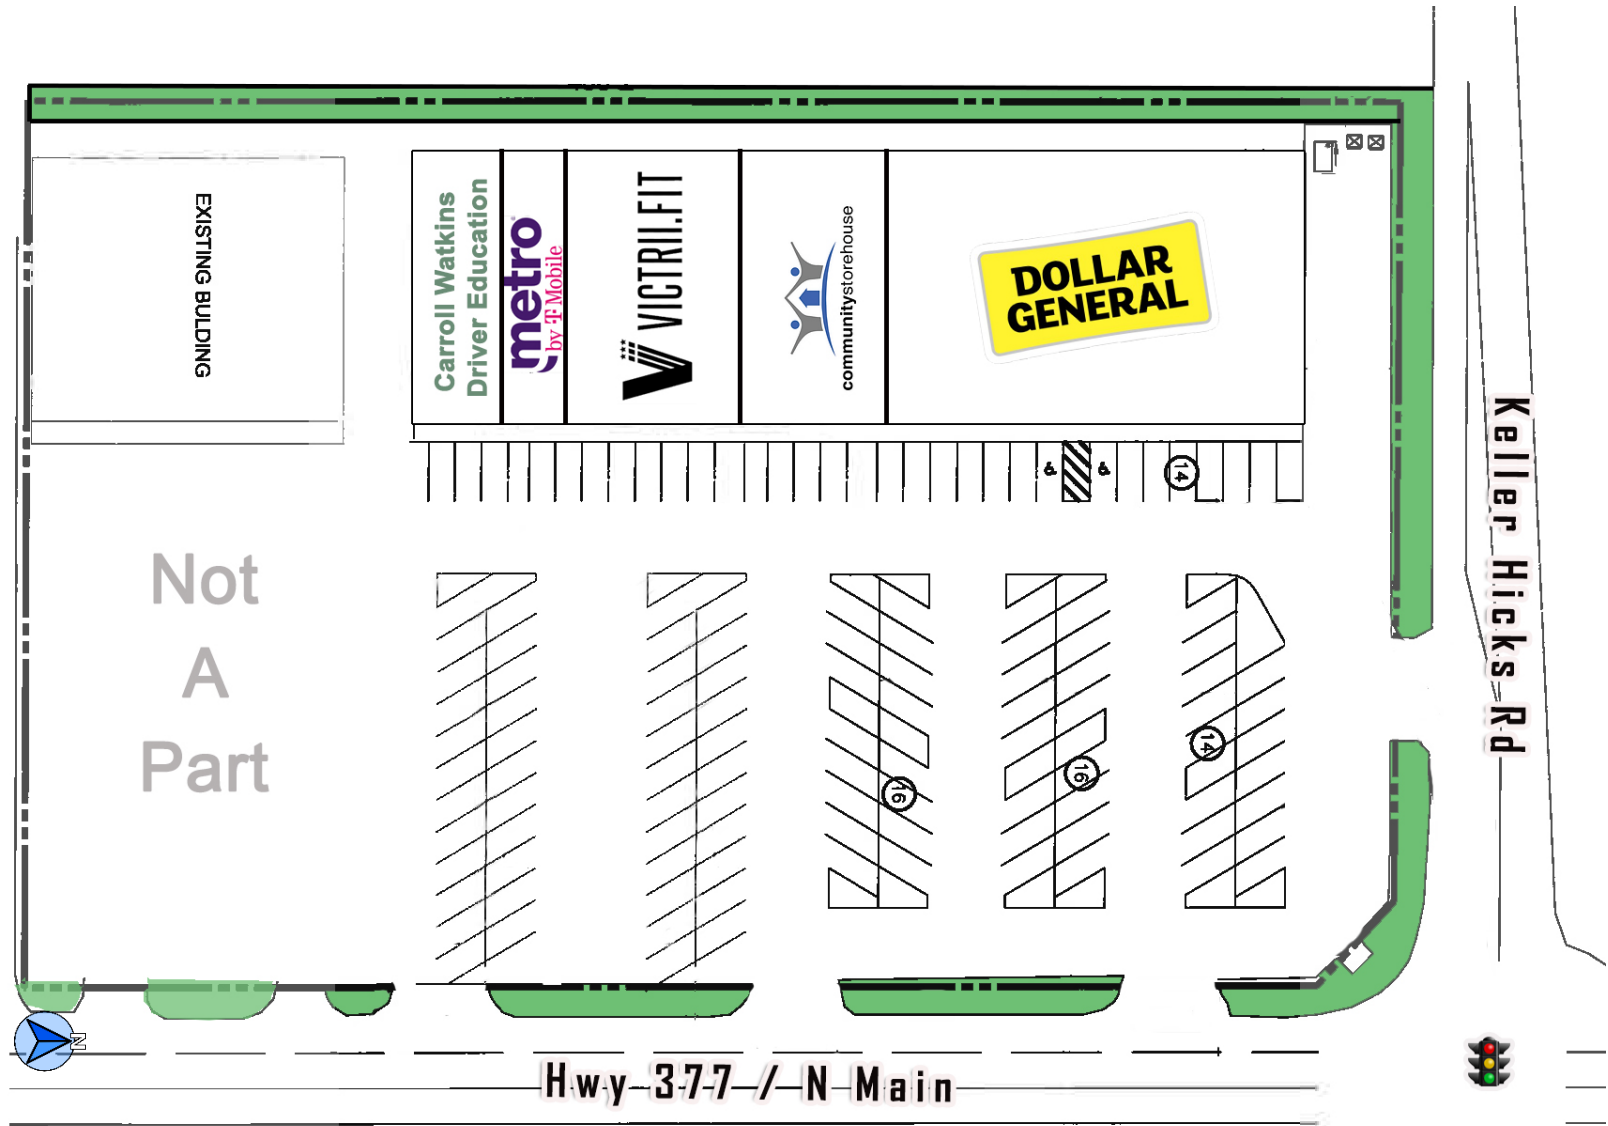 EXISTING BUILDING
Carroll Watkins
Driver Education
metro
by T Mobile
VICTRII.FIT
communitystorehouse
DOLLAR
GENERAL
14
Keller Hicks Rd
Not
A
Part
16
16
14
N
Hwy 377 / N Main